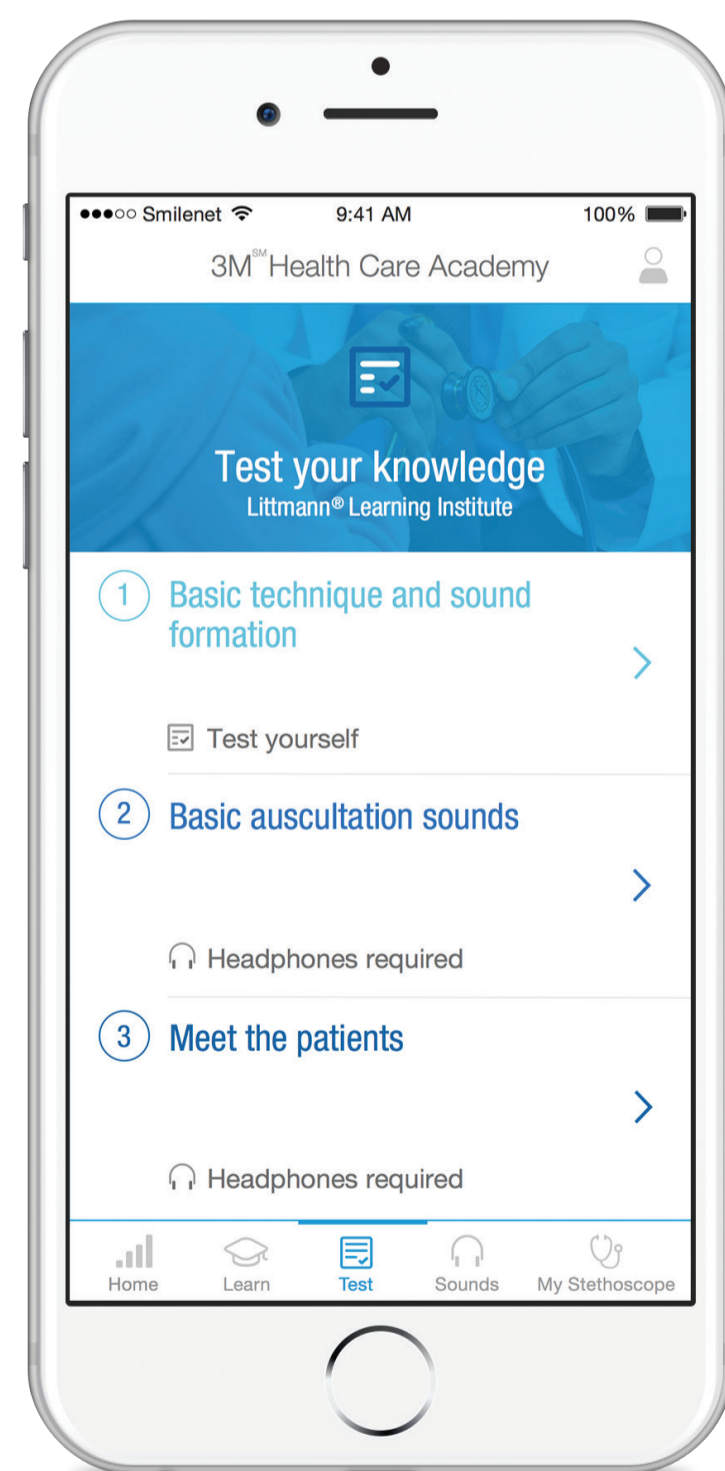 Smilenet 9:41 AM 100%
3M℠ Health Care Academy
Test your knowledge
Littmann® Learning Institute
1 Basic technique and sound
formation
Test yourself
2 Basic auscultation sounds
Headphones required
3 Meet the patients
Headphones required
Home Learn Test Sounds My Stethoscope